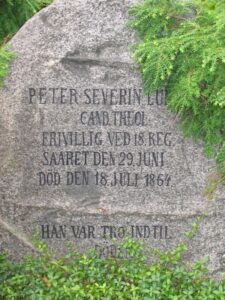 PETER SEVERIN
CAND. THEOL.
FRIVILLIG VED 18. REG.
SAARET DEN 29. JUNI
DÖD DEN 18. JULI 1864.
HAN VAR TRO INDTIL